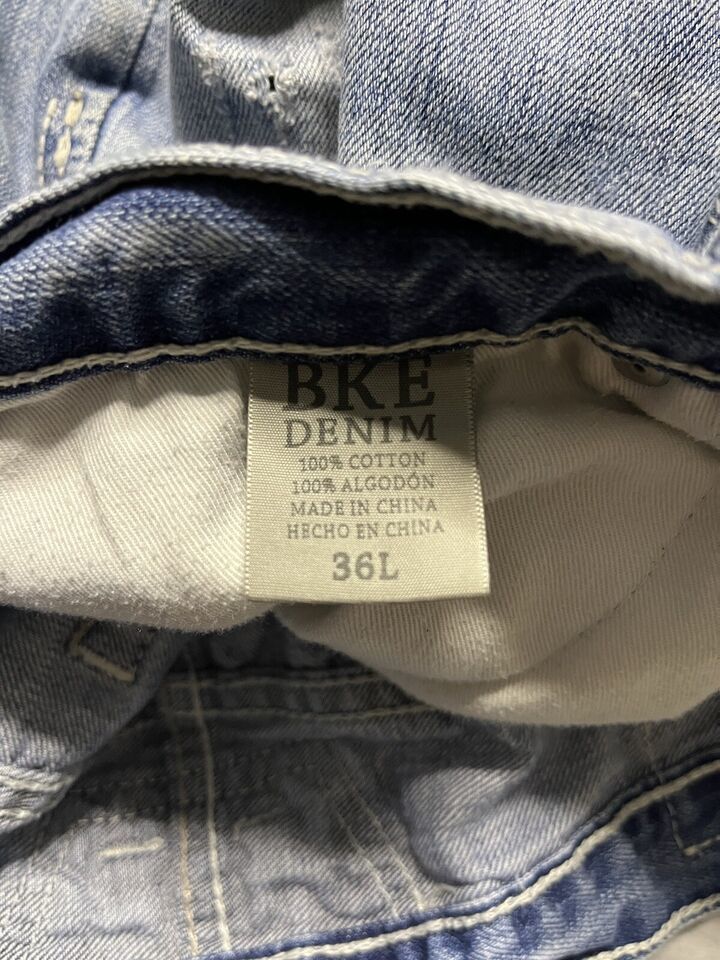 BKE
DENIM
100% COTTON
100% ALGODÓN
MADE IN CHINA
HECHO EN CHINA
36L